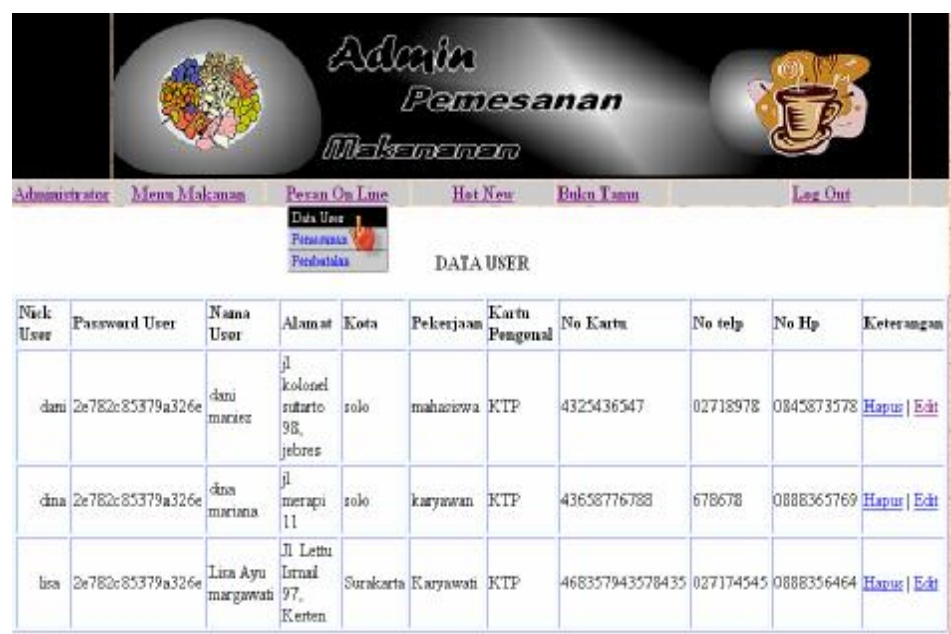 Admin
Pemesanan
Makananan
Administrator Menu Makanan Pesan On Line Hot New Buku Tamu Log Out
Data User
Pemesanan
Pembatalan
DATA USER
Nick User Password User Nama User Alamat Kota Pekerjaan Kartu Pengenal No Kartu No telp No Hp Keterangan
dani 2e782c85379a326e dani maniez jl kolonel sutarto 98, jebres solo mahasiswa KTP 4325436547 02718978 0845873578 Hapus | Edit
dina 2e782c85379a326e dina mariana jl merapi 11 solo karyawan KTP 43658776788 678678 0888365769 Hapus | Edit
lisa 2e782c85379a326e Lisa Ayu margawati Jl Lettu Ismail 97, Kerten Surakarta Karyawati KTP 468357943578435 027174545 0888356464 Hapus | Edit